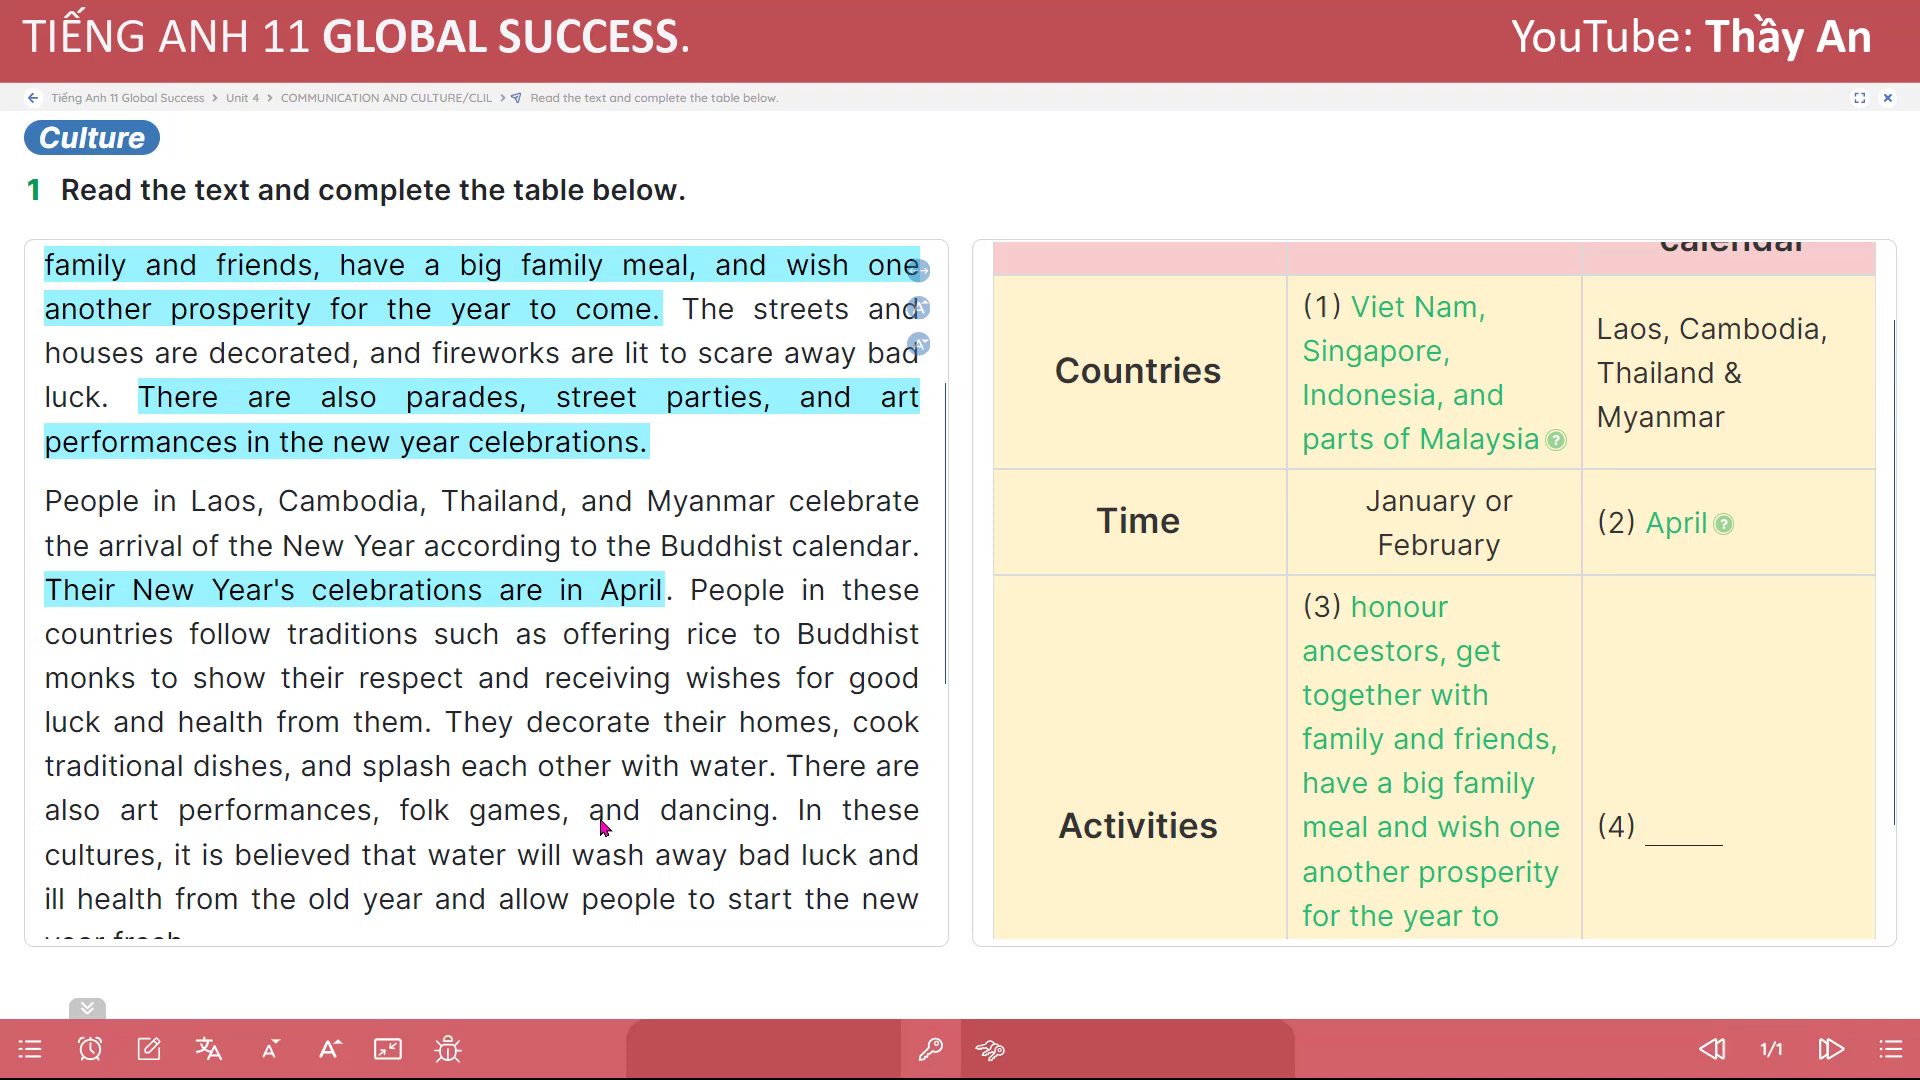 TIẾNG ANH 11 GLOBAL SUCCESS.
YouTube: Thầy An
Tiếng Anh 11 Global Success > Unit 4 > COMMUNICATION AND CULTURE/CLIL > Read the text and complete the table below.
Culture
1 Read the text and complete the table below.
family and friends, have a big family meal, and wish one
another prosperity for the year to come. The streets and
houses are decorated, and fireworks are lit to scare away bad
luck. There are also parades, street parties, and art
performances in the new year celebrations.
People in Laos, Cambodia, Thailand, and Myanmar celebrate
the arrival of the New Year according to the Buddhist calendar.
Their New Year's celebrations are in April. People in these
countries follow traditions such as offering rice to Buddhist
monks to show their respect and receiving wishes for good
luck and health from them. They decorate their homes, cook
traditional dishes, and splash each other with water. There are
also art performances, folk games, and dancing. In these
cultures, it is believed that water will wash away bad luck and
ill health from the old year and allow people to start the new
year fresh.
calendar
Countries
(1) Viet Nam,
Singapore,
Indonesia, and
parts of Malaysia
Laos, Cambodia,
Thailand &
Myanmar
Time
January or
February
(2) April
Activities
(3) honour
ancestors, get
together with
family and friends,
have a big family
meal and wish one
another prosperity
for the year to
(4) ______
1/1